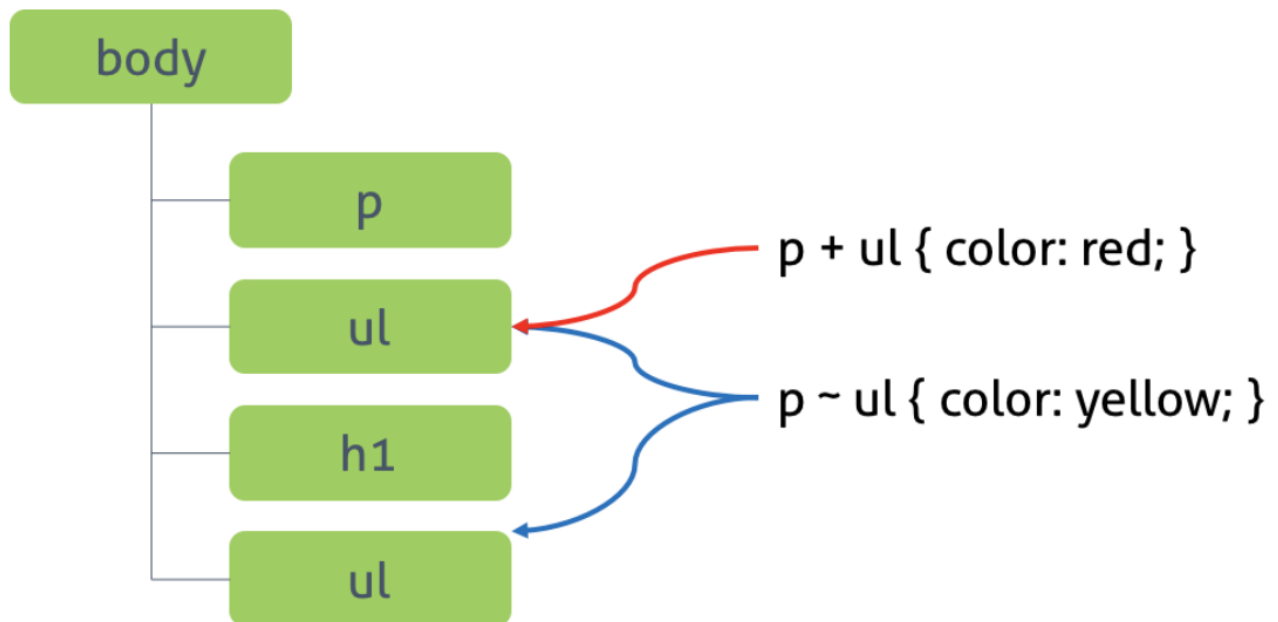 body
p
p + ul { color: red; }
ul
p ~ ul { color: yellow; }
h1
ul